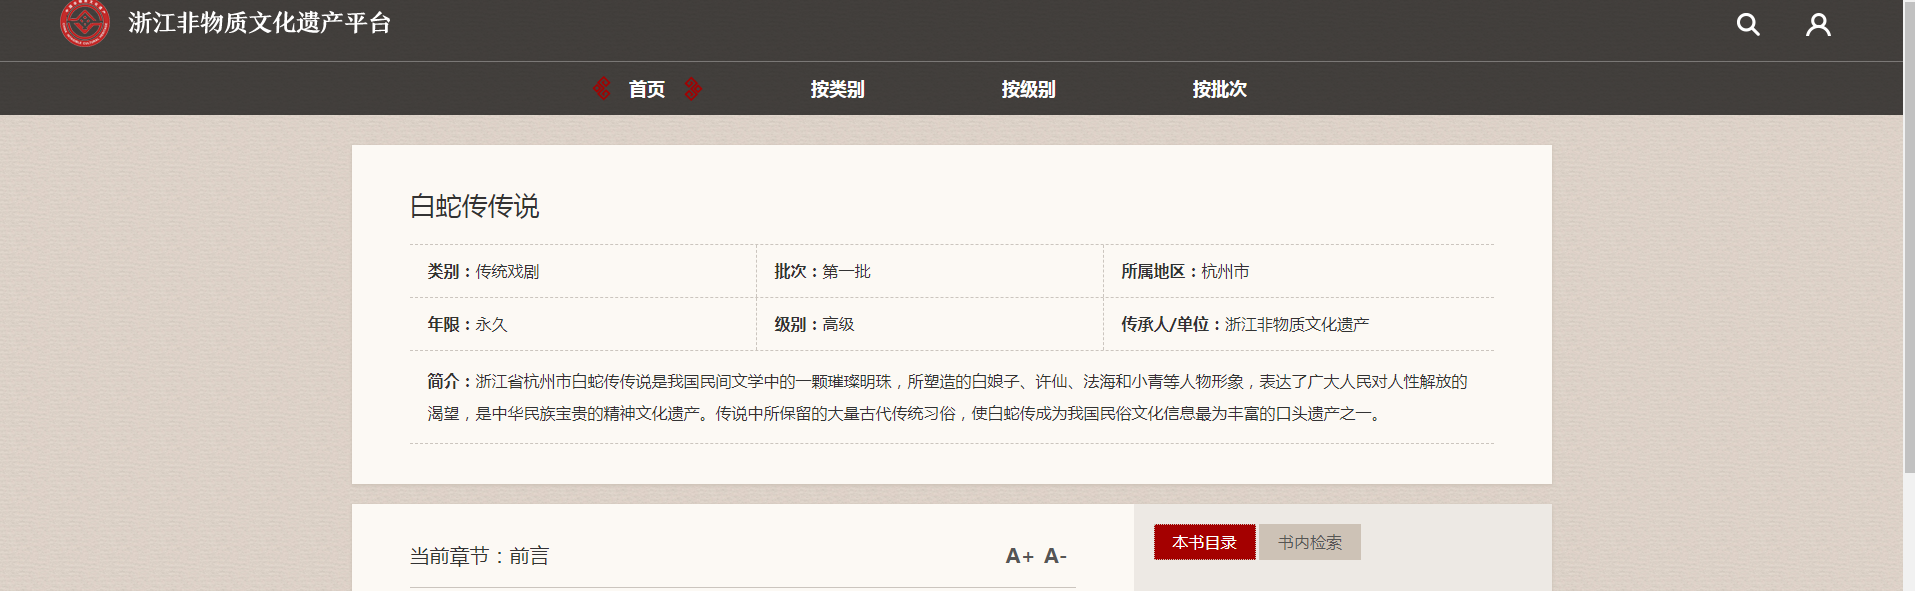 浙江非物质文化遗产平台
首页 按类别 按级别 按批次
白蛇传传说
类别：传统戏剧 批次：第一批 所属地区：杭州市
年限：永久 级别：高级 传承人/单位：浙江非物质文化遗产
简介：浙江省杭州市白蛇传传说是我国民间文学中的一颗璀璨明珠，所塑造的白娘子、许仙、法海和小青等人物形象，表达了广大人民对人性解放的
渴望，是中华民族宝贵的精神文化遗产。传说中所保留的大量古代传统习俗，使白蛇传成为我国民俗文化信息最为丰富的口头遗产之一。
当前章节：前言 A+ A-
本书目录 书内检索